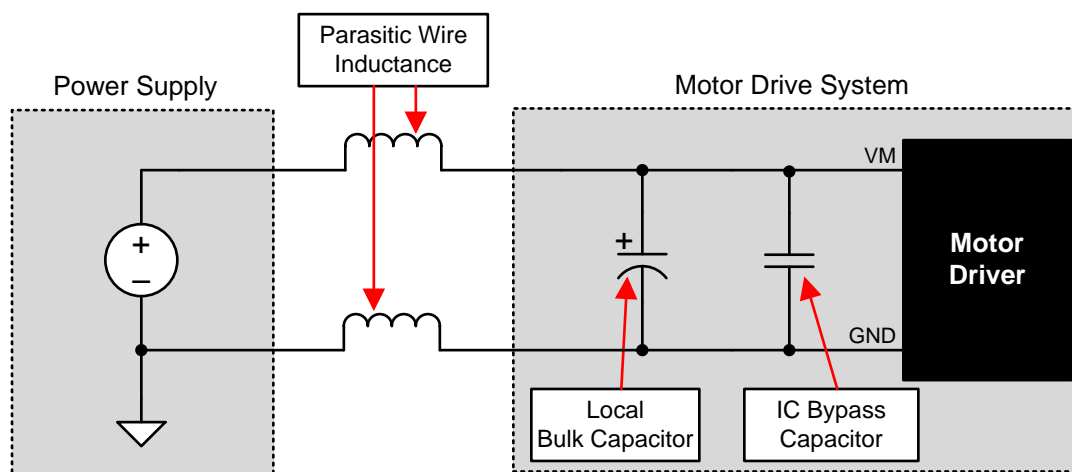 Parasitic Wire
Inductance
Power Supply
Motor Drive System
VM
+
+
–
Motor
Driver
GND
Local
Bulk Capacitor
IC Bypass
Capacitor